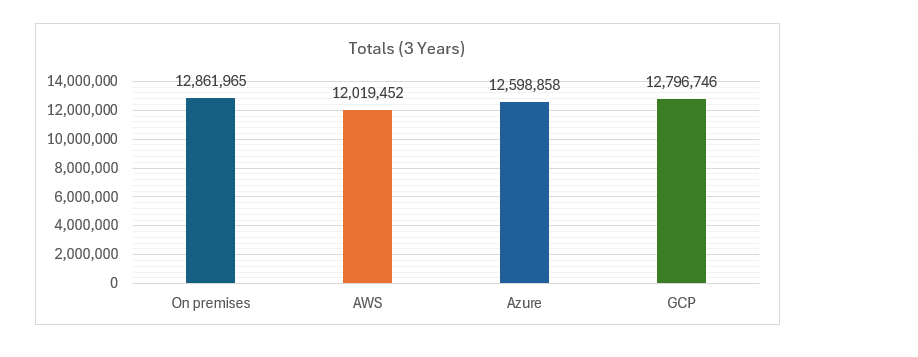 Totals (3 Years)
12,861,965
12,019,452
12,598,858
12,796,746
14,000,000
12,000,000
10,000,000
8,000,000
6,000,000
4,000,000
2,000,000
0
On premises
AWS
Azure
GCP